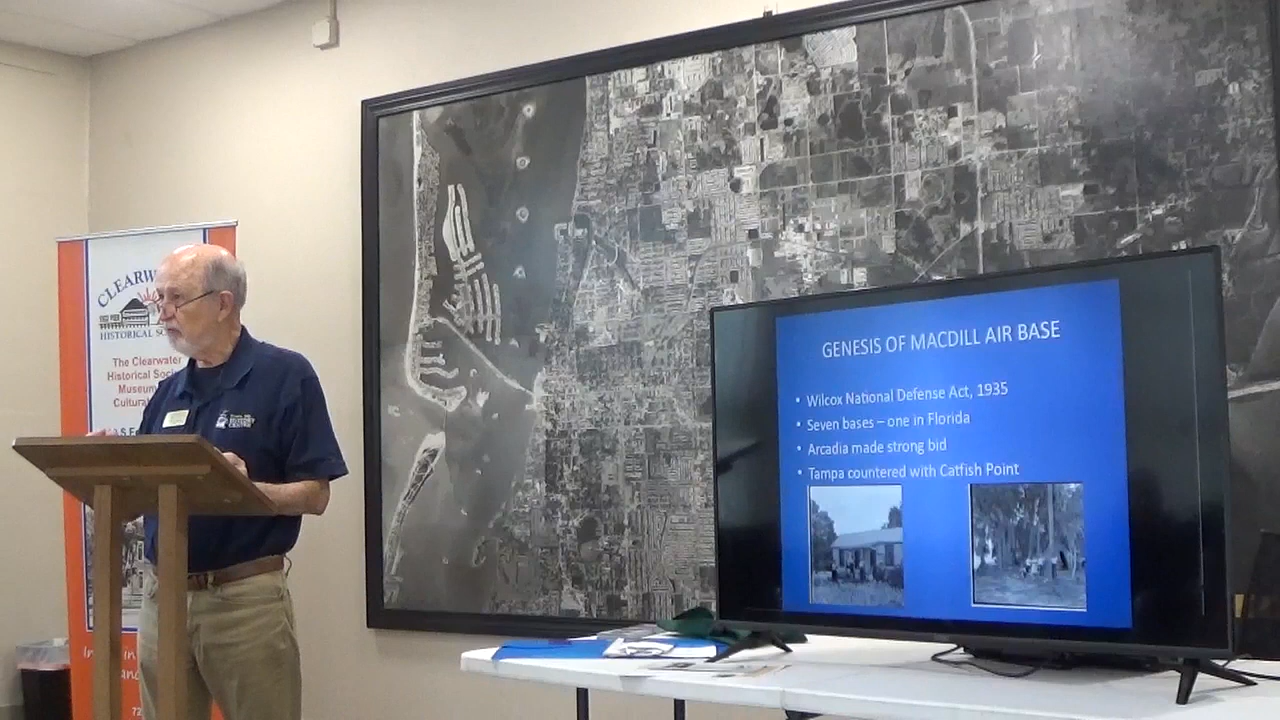 CLEARW
HISTORICAL SO
The Clearwater
Historical Soci
Museum
Cultural
GENESIS OF MACDILL AIR BASE
• Wilcox National Defense Act, 1935
• Seven bases – one in Florida
• Arcadia made strong bid
• Tampa countered with Catfish Point